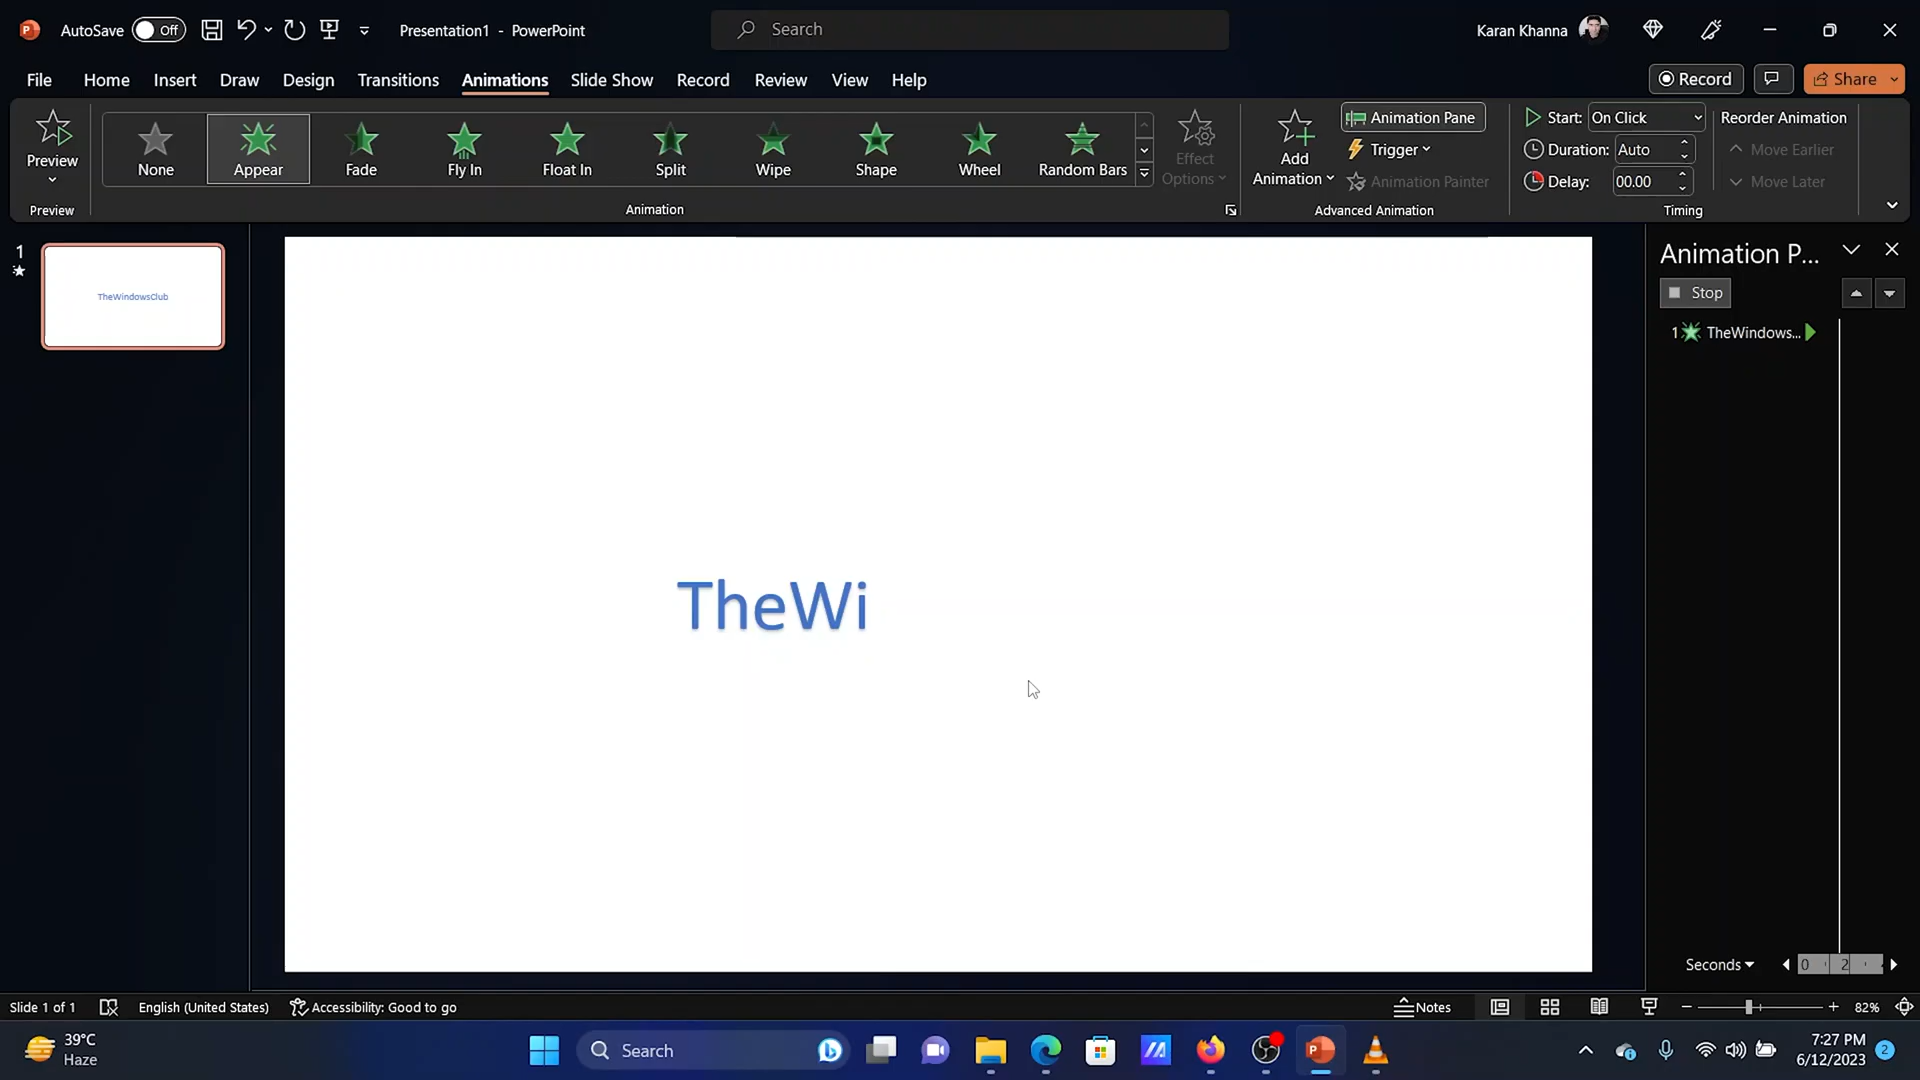 AutoSave Off Presentation1 - PowerPoint Search Karan Khanna
File Home Insert Draw Design Transitions Animations Slide Show Record Review View Help Record Share
Preview
None Appear Fade Fly In Float In Split Wipe Shape Wheel Random Bars
Effect Options
Add Animation
Animation Pane
Trigger
Animation Painter
Start: On Click
Duration: Auto
Delay: 00.00
Reorder Animation
Move Earlier
Move Later
Preview Animation Advanced Animation Timing
1
TheWindowsClub
TheWi
Animation P...
Stop
1 TheWindows...
Seconds 0 2
Slide 1 of 1 English (United States) Accessibility: Good to go Notes 82%
39°C
Haze
Search
7:27 PM
6/12/2023
2